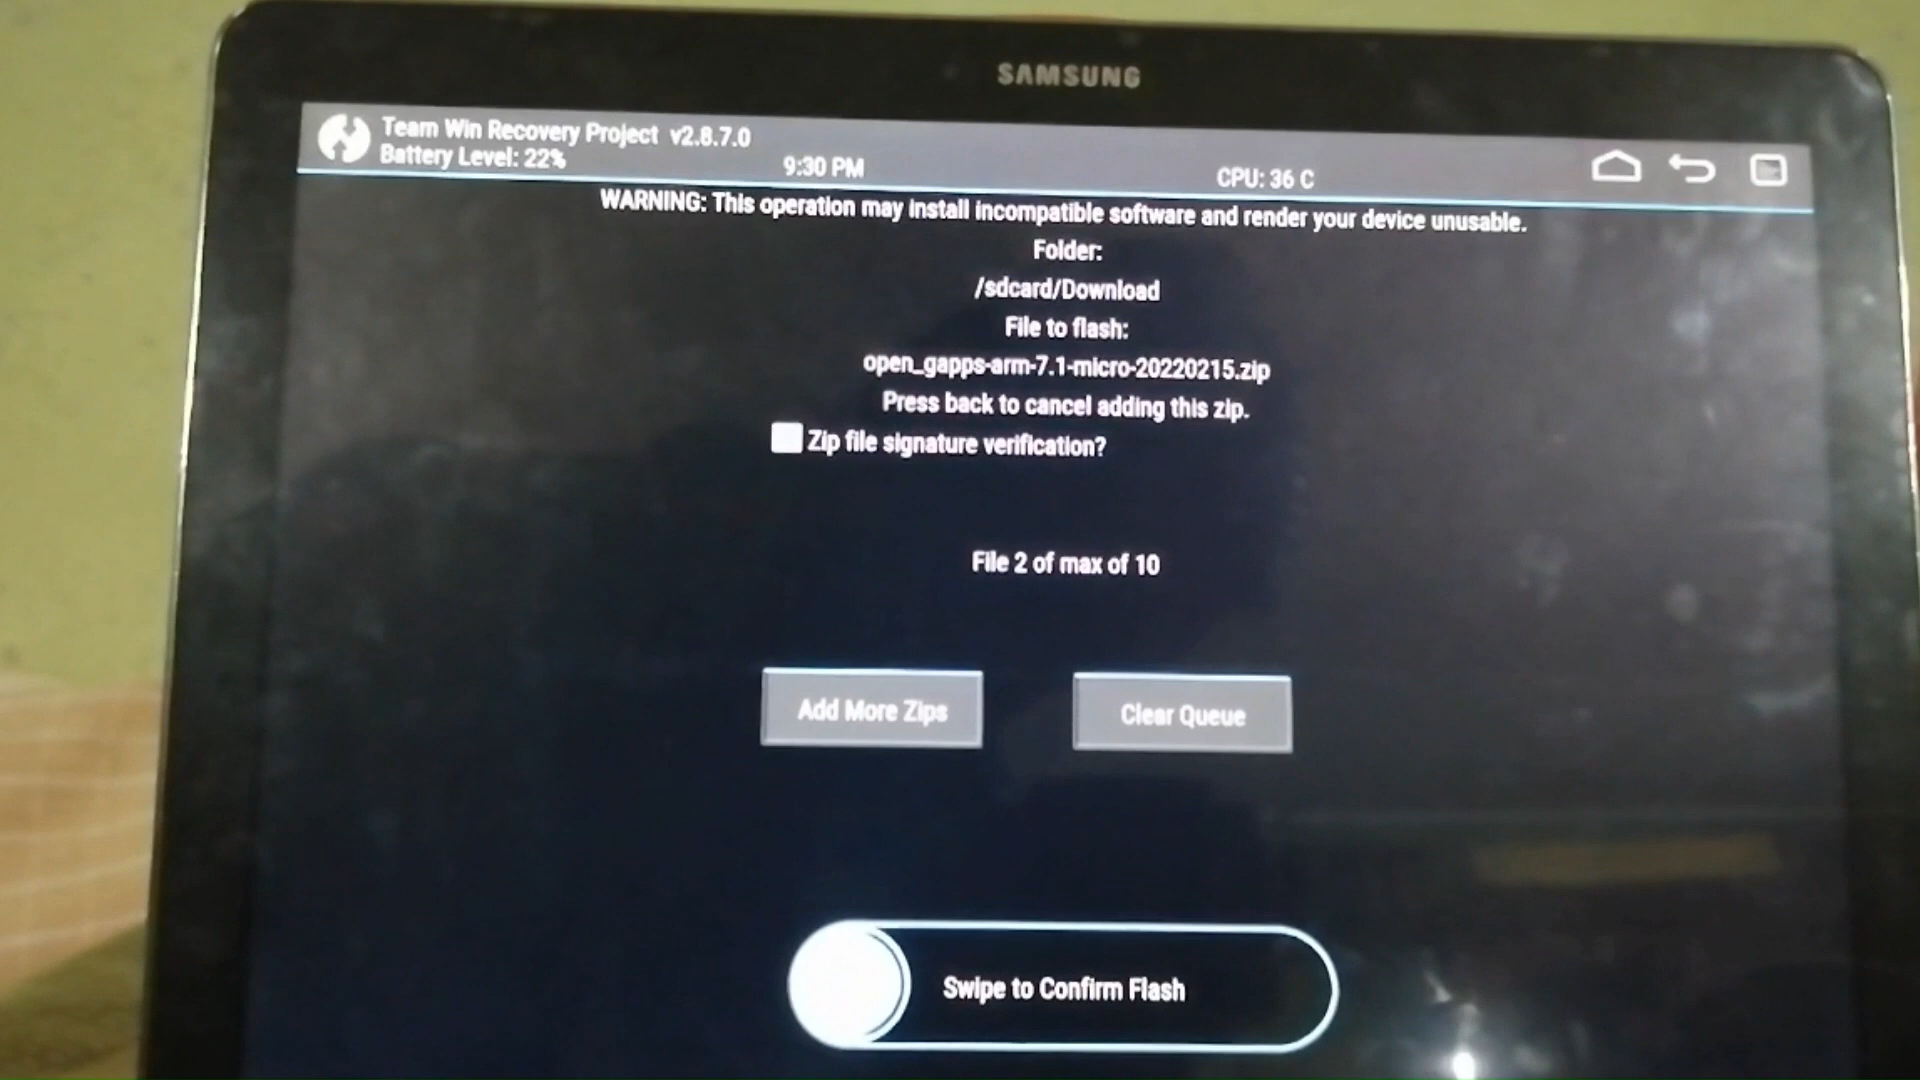 SAMSUNG
Team Win Recovery Project v2.8.7.0
Battery Level: 22%
9:30 PM
CPU: 36 C
WARNING: This operation may install incompatible software and render your device unusable.
Folder:
/sdcard/Download
File to flash:
open_gapps-arm-7.1-micro-20220215.zip
Press back to cancel adding this zip.
Zip file signature verification?
File 2 of max of 10
Add More Zips
Clear Queue
Swipe to Confirm Flash